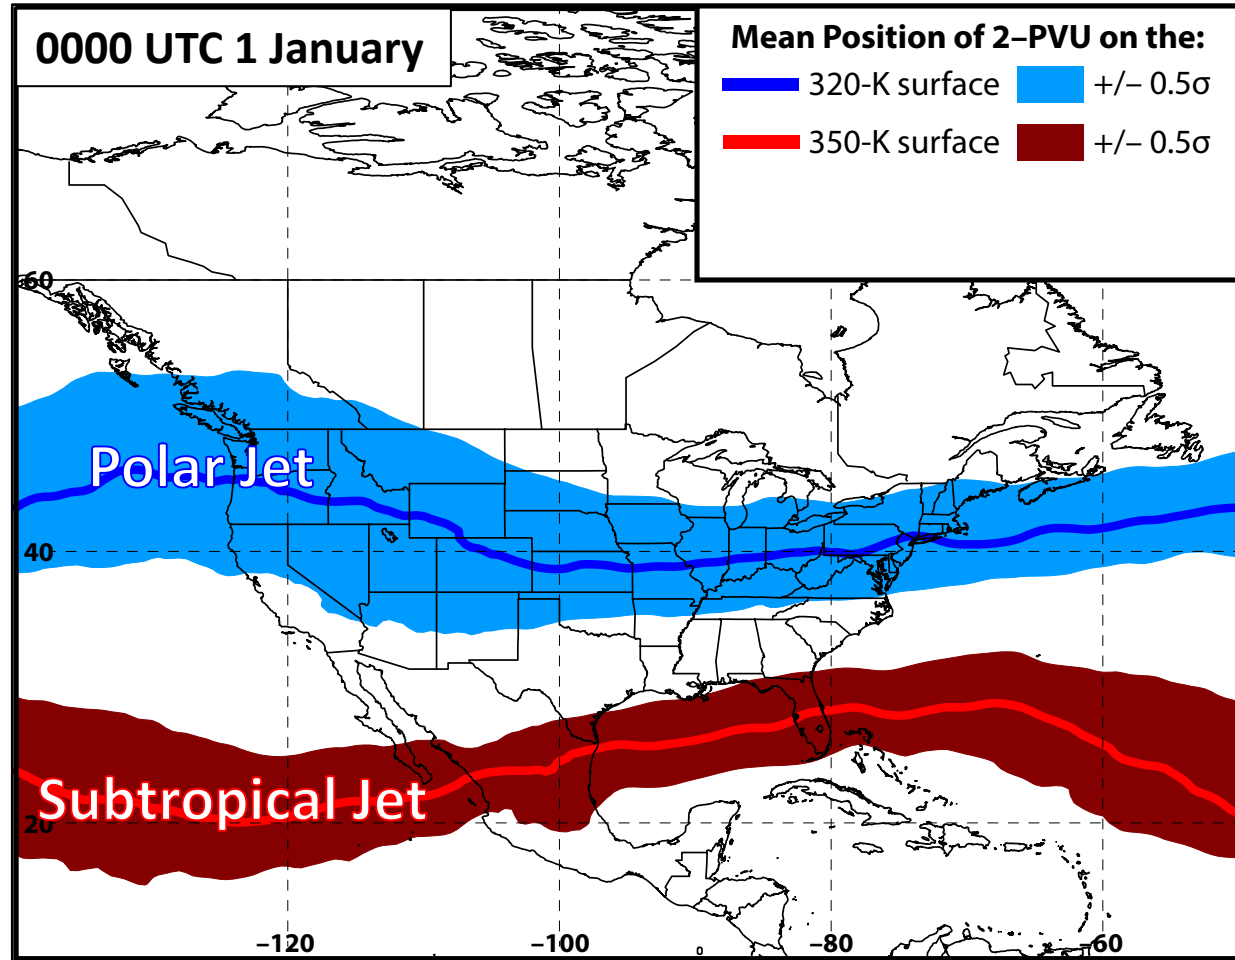 0000 UTC 1 January
Mean Position of 2–PVU on the:
320-K surface +/– 0.5σ
350-K surface +/– 0.5σ
60
Polar Jet
40
Subtropical Jet
20
–120 –100 –80 –60